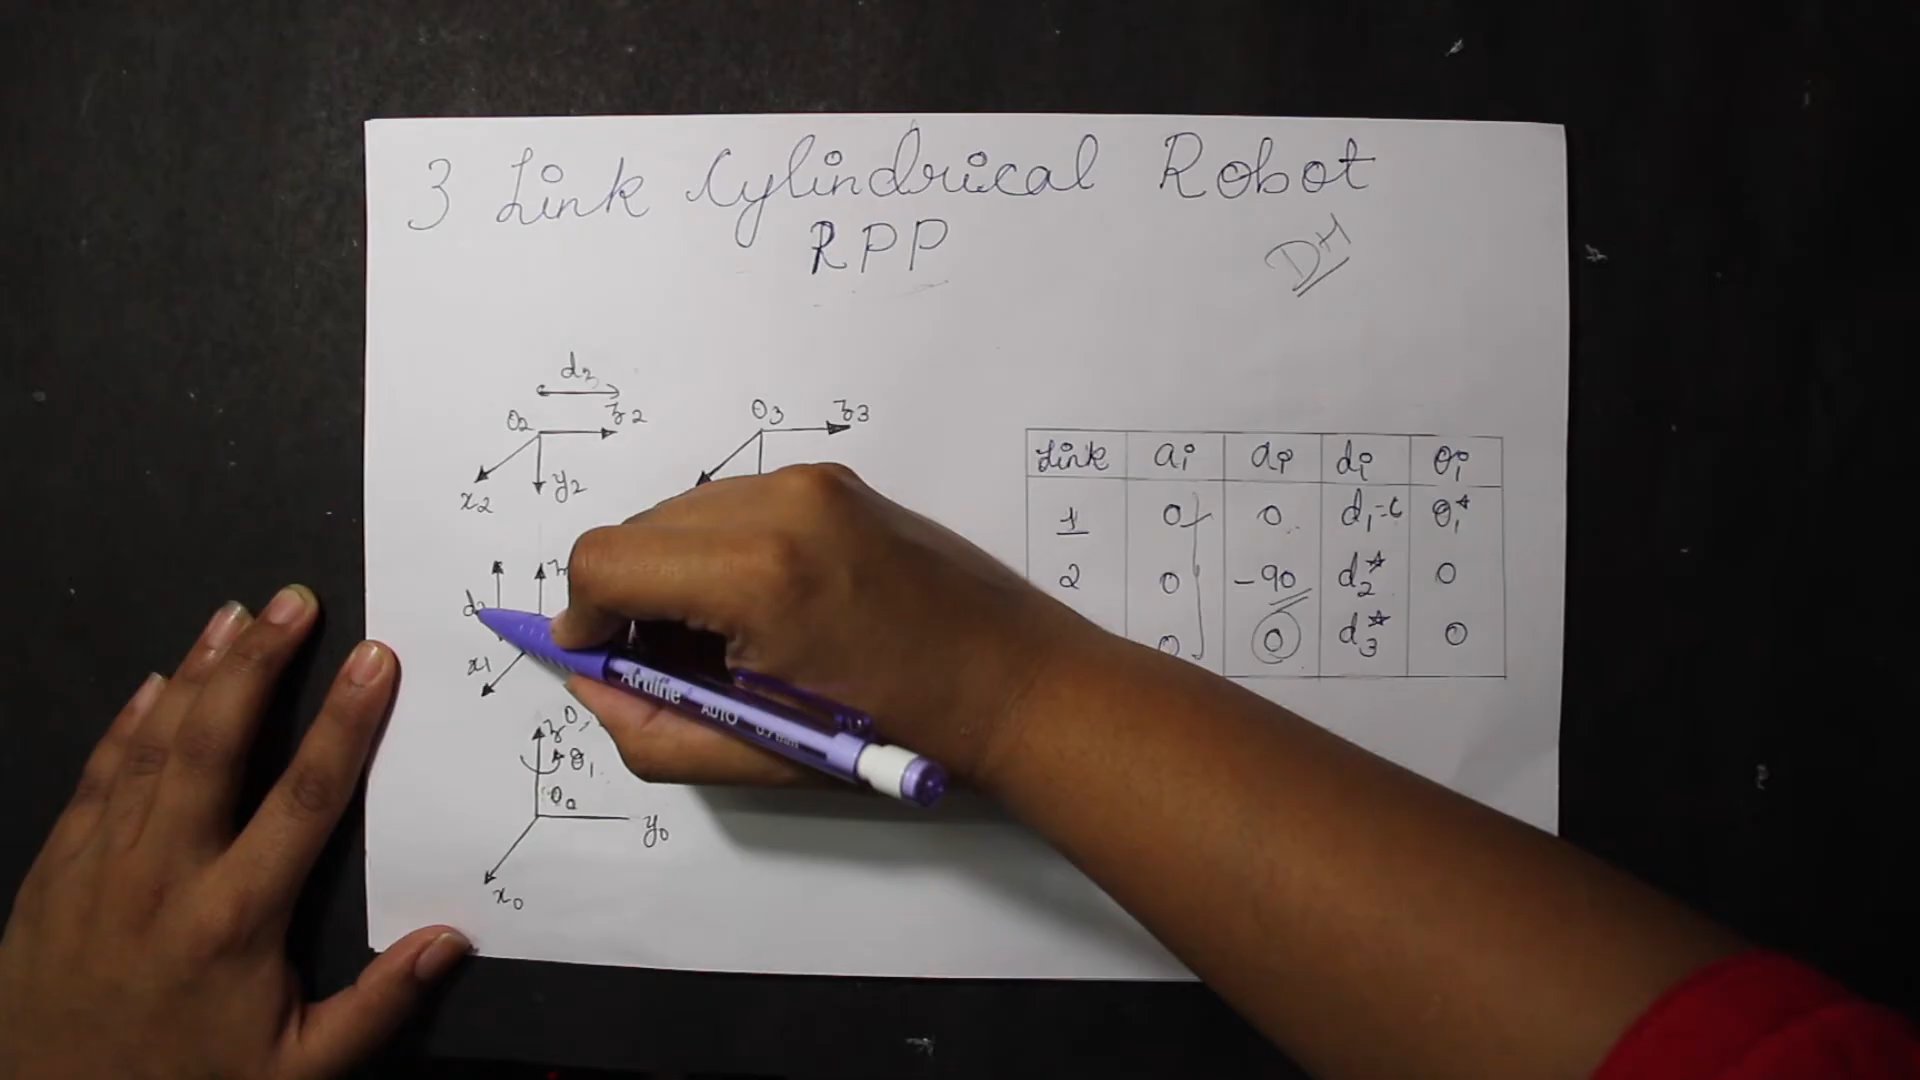 3 Link Cylindrical Robot
RPP
DH
d₂
O₂ z₂
x₂ y₂
O₃ z₃
x₁
z₀
θ₁
O₀
y₀
x₀
Link aᵢ αᵢ dᵢ θᵢ
1 0 0 d₁=c θ₁*
2 0 -90 d₂* 0
0 0 d₃* 0
Artline AUTO